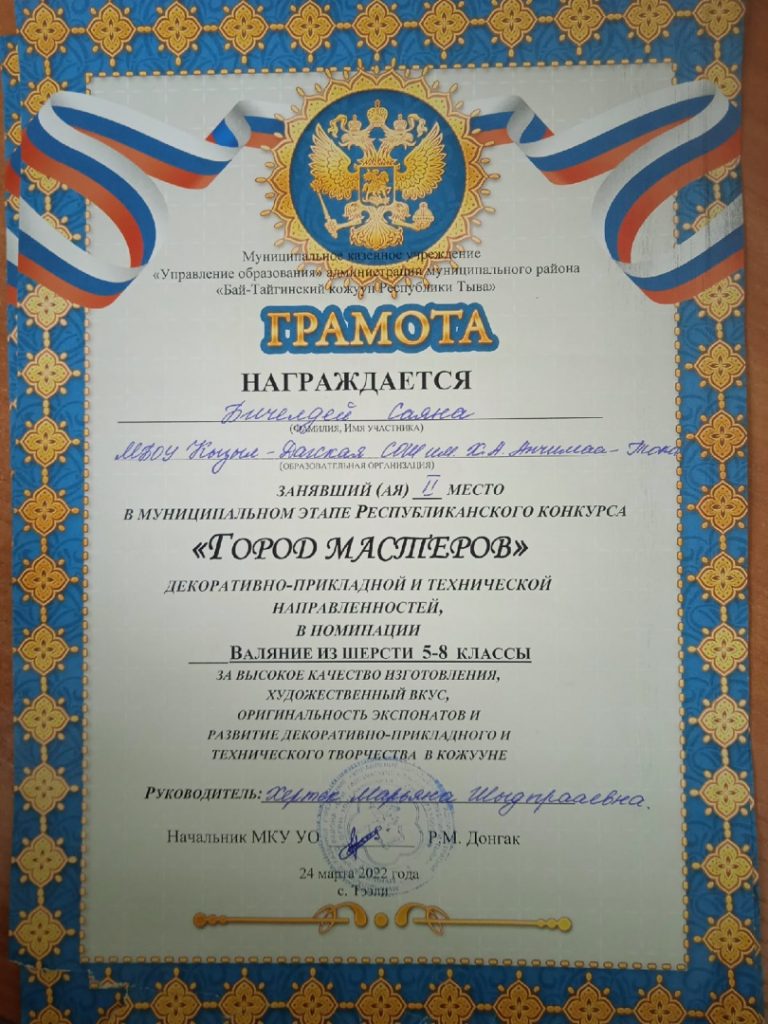 Муниципальное казенное учреждение
«Управление образования» администрации муниципального района
«Бай-Тайгинский кожуун Республики Тыва»
ГРАМОТА
НАГРАЖДАЕТСЯ
Бичелдей Саяна
(Фамилия, Имя участника)
МБОУ Кызыл-Дагская СОШ им Х.А Анчимаа-Тока
(образовательная организация)
занявший (ая) II место
в муниципальном этапе Республиканского конкурса
«Город мастеров»
декоративно-прикладной и технической
направленностей,
в номинации
Валяние из шерсти 5-8 классы
за высокое качество изготовления,
художественный вкус,
оригинальность экспонатов и
развитие декоративно-прикладного и
технического творчества в кожууне
Руководитель: Хертек Марьяна Шыдпрааевна.
Начальник МКУ УО Р.М. Донгак
24 марта 2022 года
с. Тээли